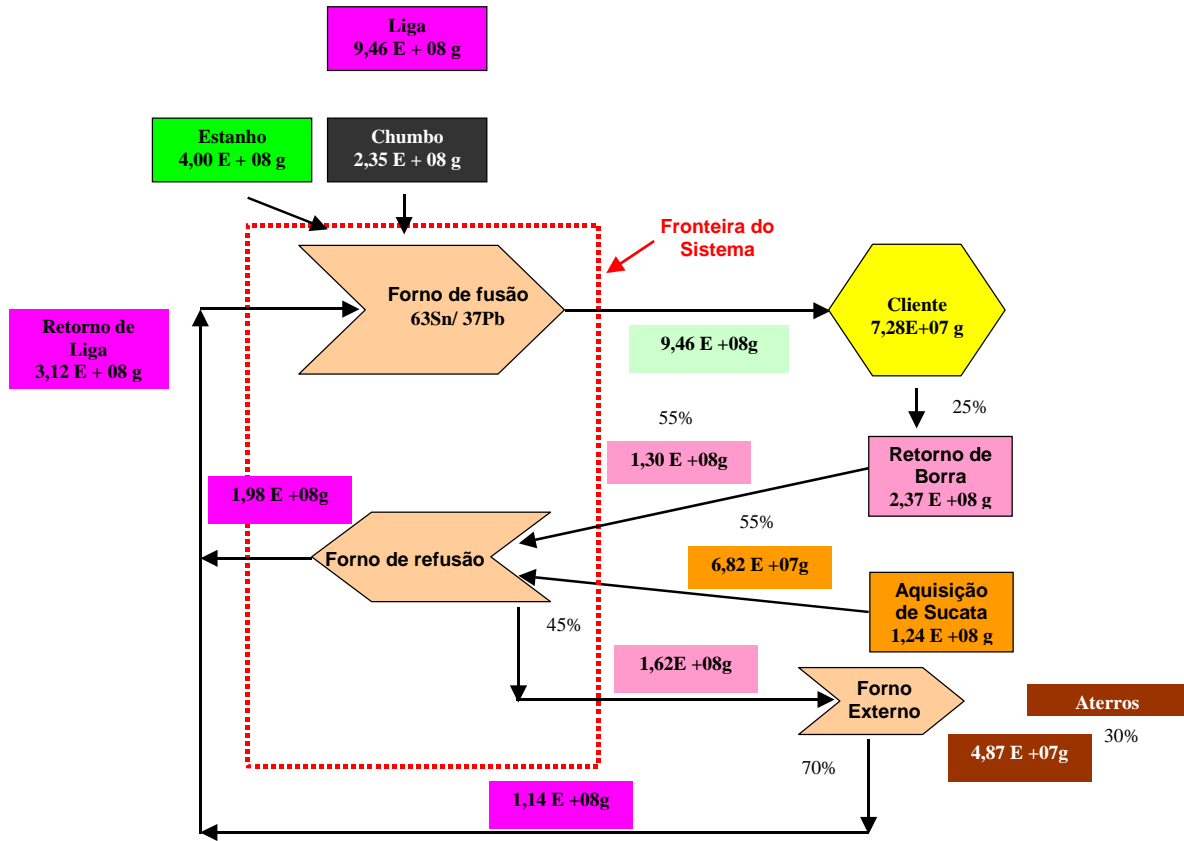 Liga
9,46 E + 08 g
Estanho
4,00 E + 08 g
Chumbo
2,35 E + 08 g
Fronteira do
Sistema
Forno de fusão
63Sn/ 37Pb
Cliente
7,28E+07 g
Retorno de
Liga
3,12 E + 08 g
9,46 E +08g
25%
55%
1,30 E +08g
Retorno de
Borra
2,37 E +08 g
1,98 E +08g
55%
6,82 E +07g
Forno de refusão
Aquisição
de Sucata
1,24 E +08 g
45%
1,62E +08g
Forno
Externo
Aterros
30%
4,87 E +07g
70%
1,14 E +08g